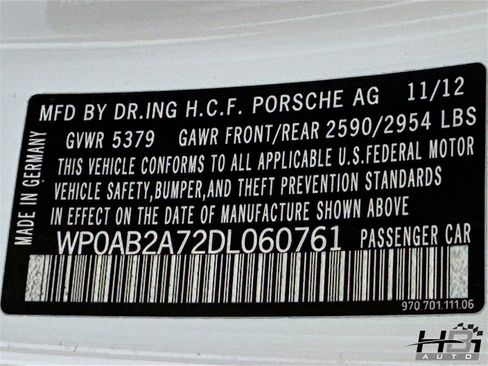 MFD BY DR.ING H.C.F. PORSCHE AG 11/12
GVWR 5379 GAWR FRONT/REAR 2590/2954 LBS
THIS VEHICLE CONFORMS TO ALL APPLICABLE U.S.FEDERAL MOTOR
VEHICLE SAFETY,BUMPER,AND THEFT PREVENTION STANDARDS
IN EFFECT ON THE DATE OF MANUFACTURE SHOWN ABOVE
WP0AB2A72DL060761 PASSENGER CAR
MADE IN GERMANY
970.701.111.06
HBi
AUTO